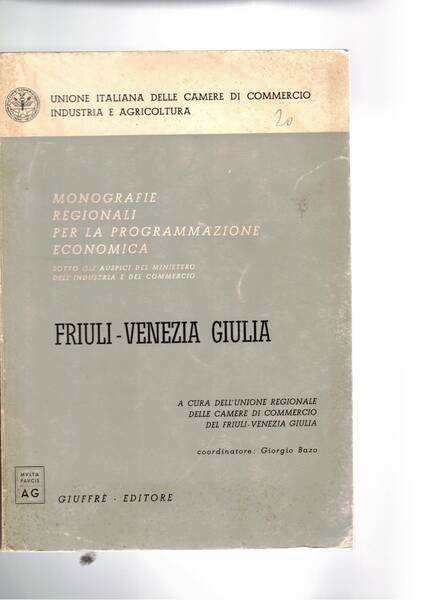 UNIONE ITALIANA DELLE CAMERE DI COMMERCIO
INDUSTRIA E AGRICOLTURA
20
MONOGRAFIE
REGIONALI
PER LA PROGRAMMAZIONE
ECONOMICA
SOTTO GLI AUSPICI DEL MINISTERO
DELL'INDUSTRIA E DEL COMMERCIO
FRIULI-VENEZIA GIULIA
A CURA DELL'UNIONE REGIONALE
DELLE CAMERE DI COMMERCIO
DEL FRIULI-VENEZIA GIULIA
coordinatore: Giorgio Bazo
MVLTA
PAVCIS
AG
GIUFFRÈ - EDITORE